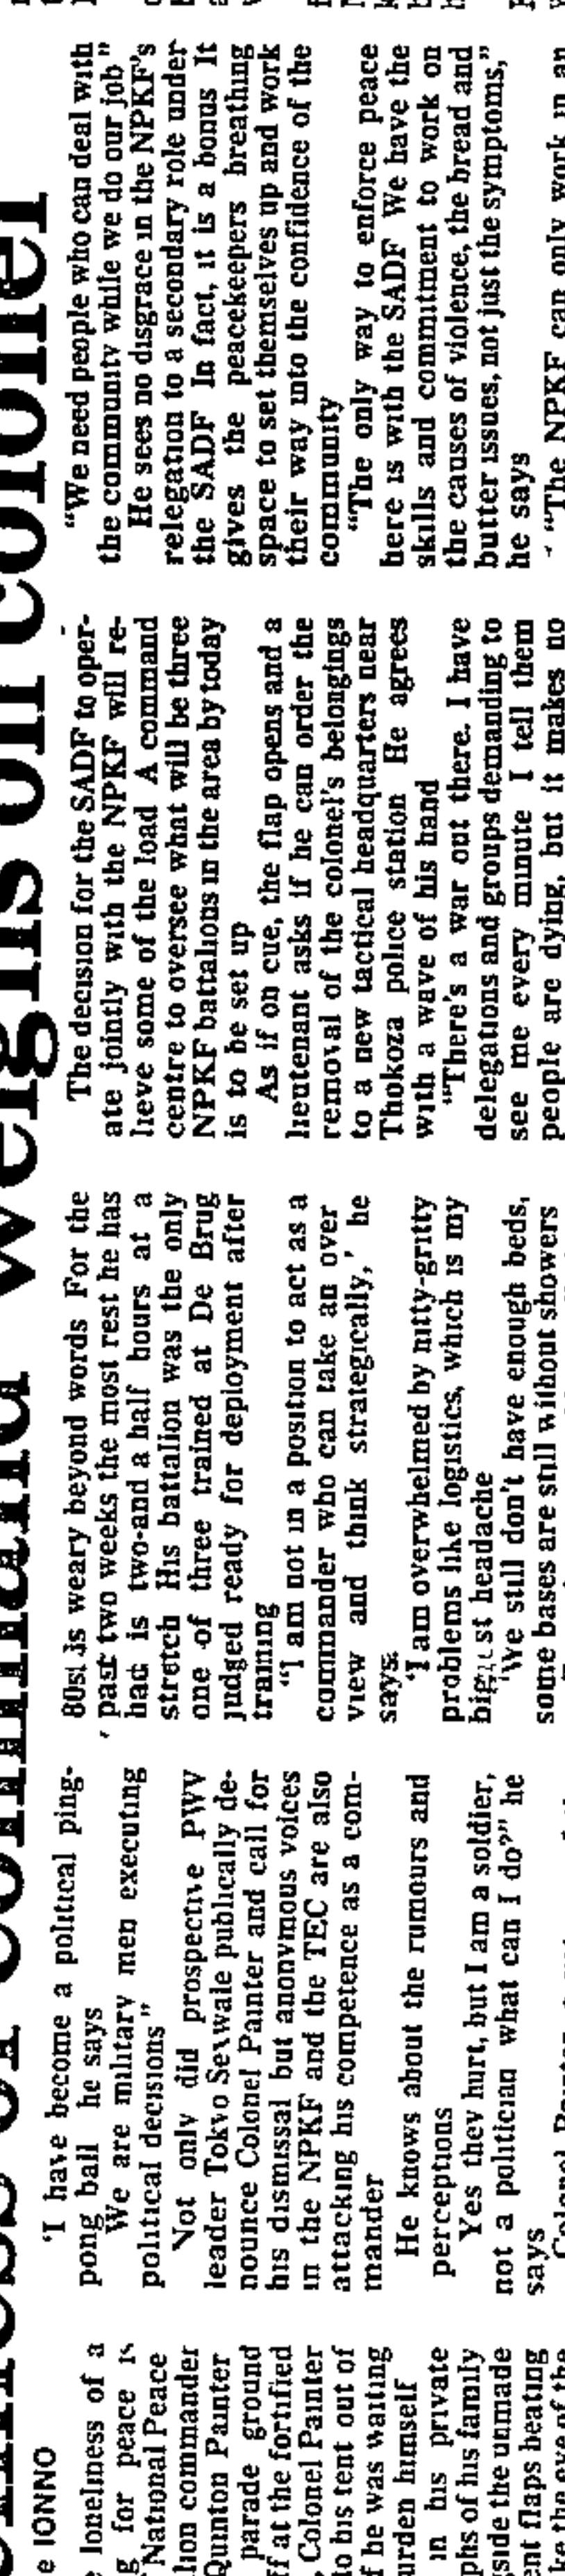 of command weighs on colonel
IONNO
loneliness of a
for peace is
National Peace
commander
Quinton Painter
parade ground
at the fortified
Colonel Painter
to his tent out of
he was waiting
himself
in his private
of his family
the unmade
flaps beating
the eye of the
'I have become a political ping-
pong ball he says
We are military men executing
political decisions"
Not only did prospective PWV
leader Tokyo Sexwale publically de-
nounce Colonel Painter and call for
his dismissal but anonymous voices
in the NPKF and the TEC are also
attacking his competence as a com-
mander
He knows about the rumours and
perceptions
Yes they hurt, but I am a soldier,
not a politician what can I do?" he
says
Colonel Painter
is weary beyond words For the
past two weeks the most rest he has
had is two-and a half hours at a
stretch His battalion was the only
one of three trained at De Brug
judged ready for deployment after
training
"I am not in a position to act as a
commander who can take an over
view and think strategically,' he
says
'I am overwhelmed by nitty-gritty
problems like logistics, which is my
biggest headache
'We still don't have enough beds,
some bases are still without showers
The decision for the SADF to oper-
ate jointly with the NPKF will re-
lieve some of the load A command
centre to oversee what will be three
NPKF battalions in the area by today
is to be set up
As if on cue, the flap opens and a
lieutenant asks if he can order the
removal of the colonel's belongings
to a new tactical headquarters near
Thokoza police station He agrees
with a wave of his hand
"There's a war out there. I have
delegations and groups demanding to
see me every minute I tell them
people are dying, but it makes no
"We need people who can deal with
the community while we do our job"
He sees no disgrace in the NPKF's
relegation to a secondary role under
the SADF In fact, it is a bonus It
gives the peacekeepers breathing
space to set themselves up and work
their way into the confidence of the
community
"The only way to enforce peace
here is with the SADF We have the
skills and commitment to work on
the causes of violence, the bread and
butter issues, not just the symptoms,"
he says
"The NPKF can only work in an